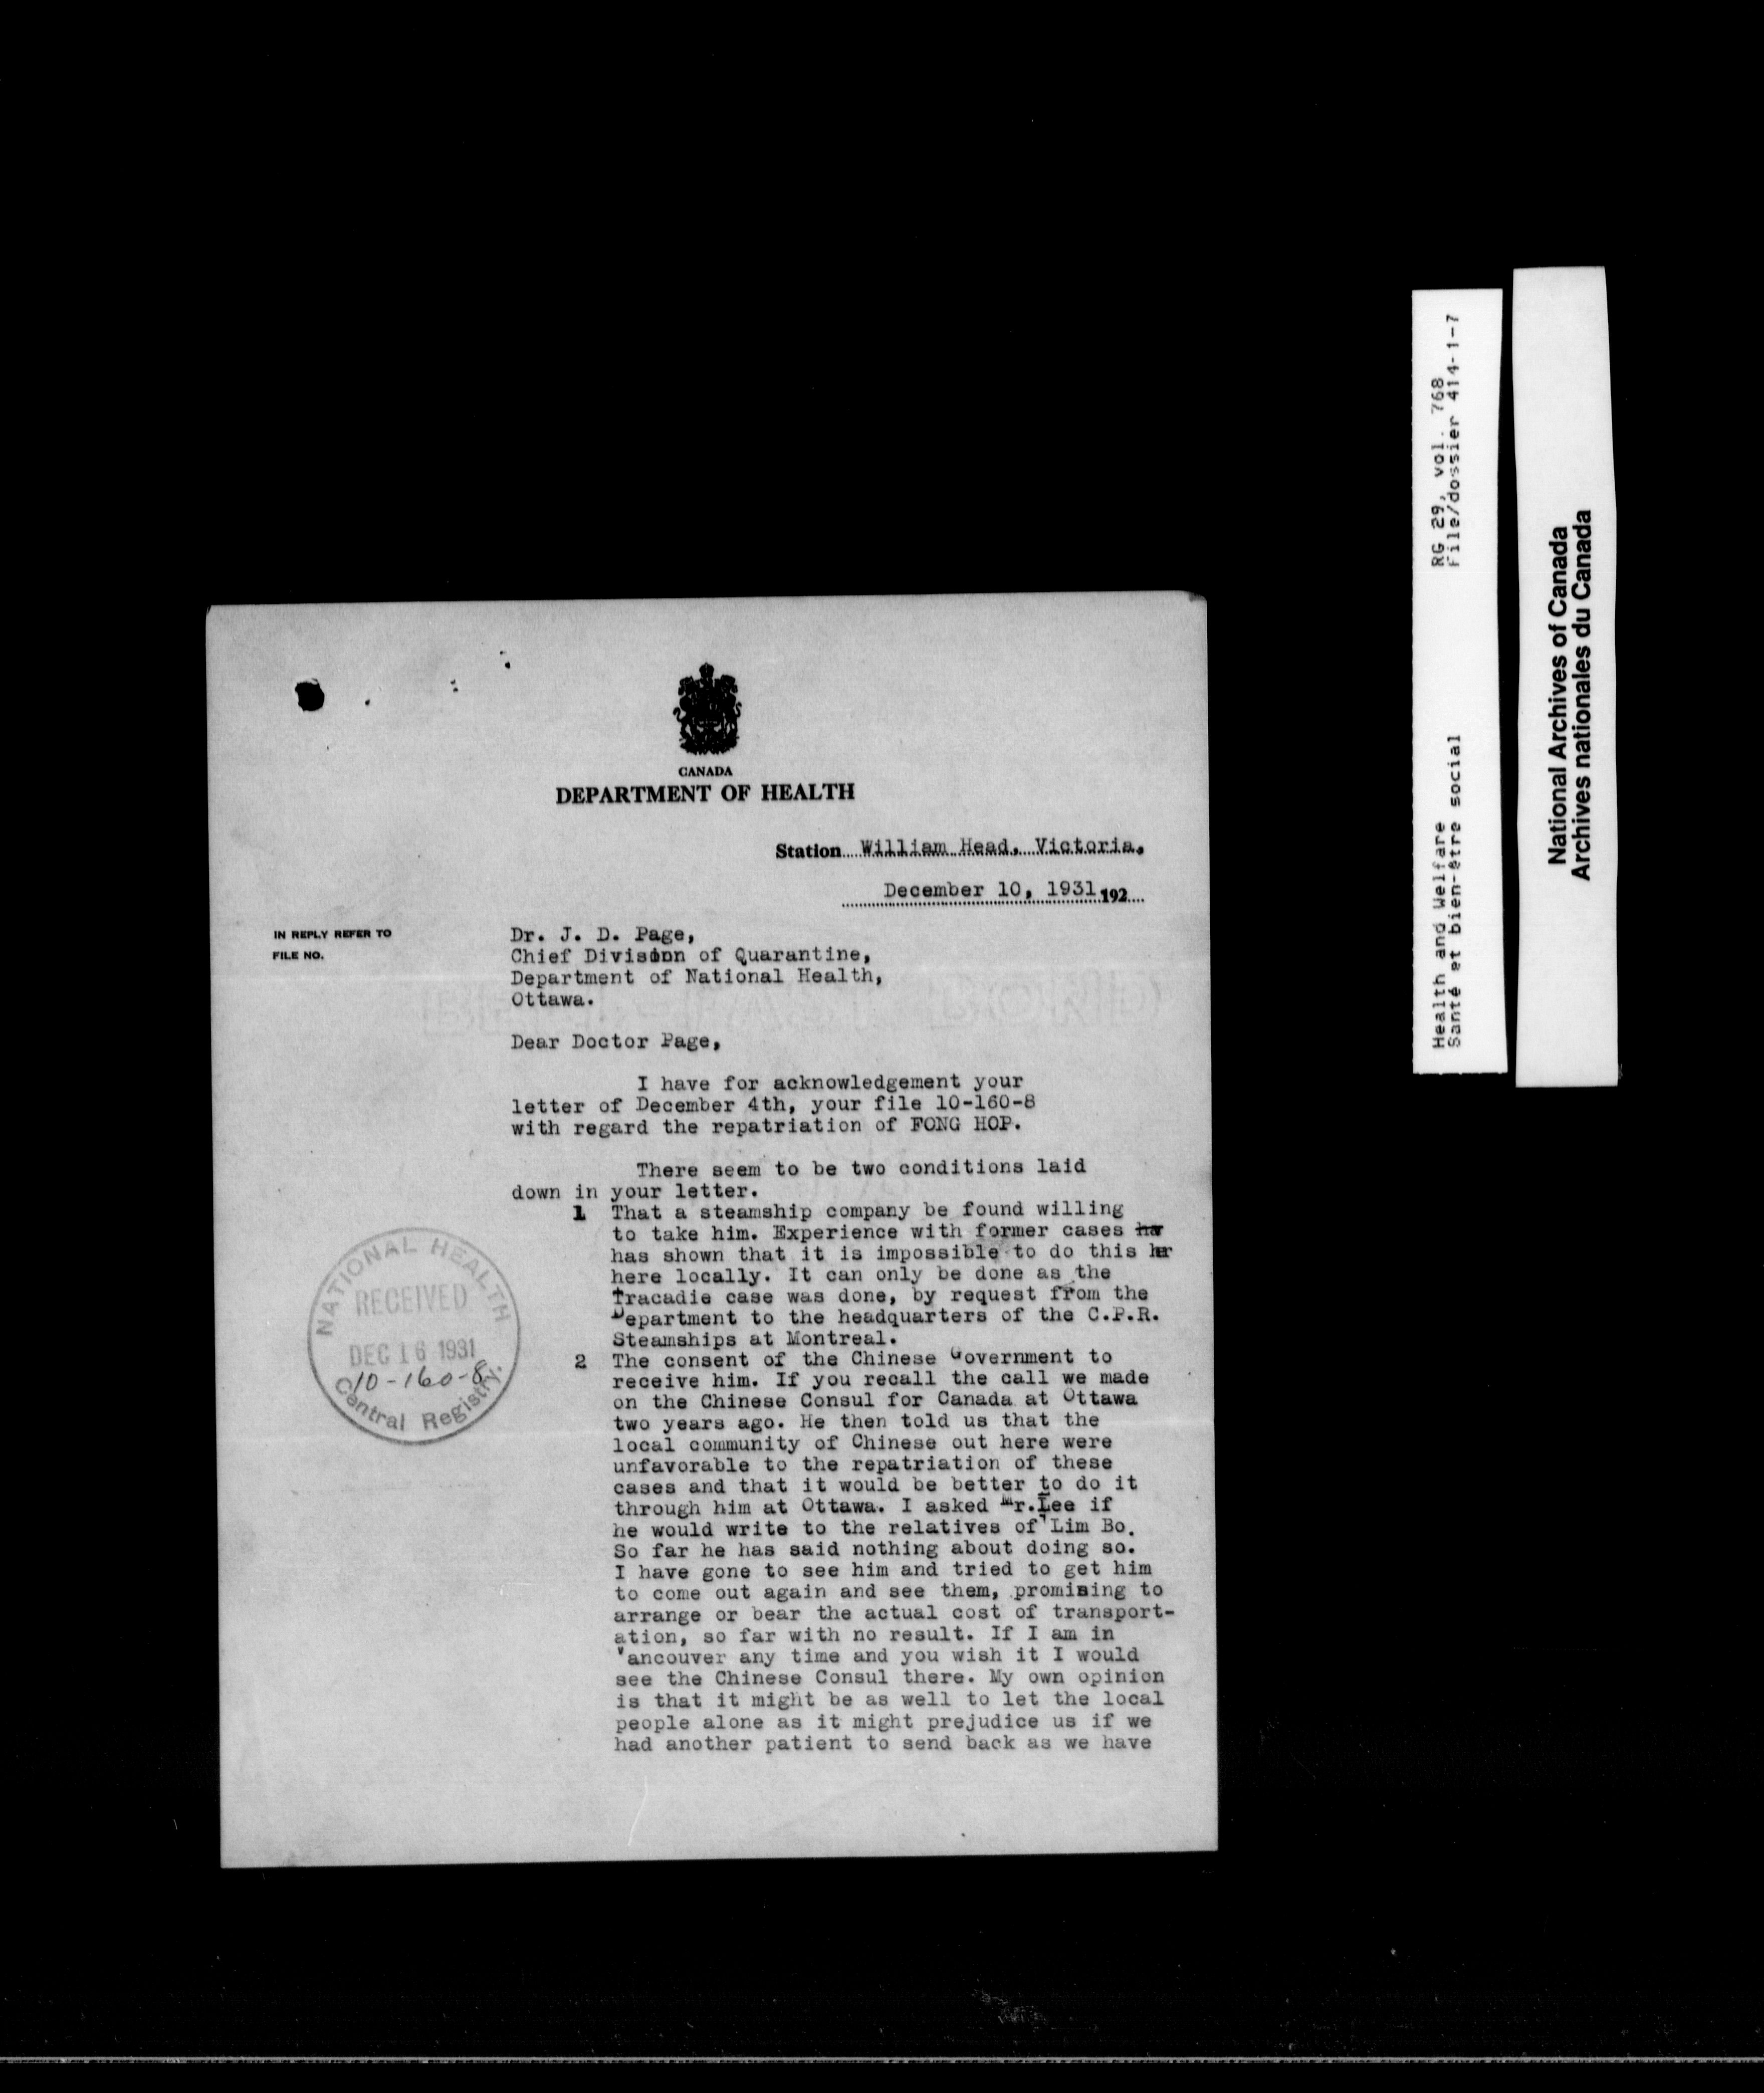 CANADA
DEPARTMENT OF HEALTH
Station William Head, Victoria,
December 10, 1931 192
IN REPLY REFER TO
FILE NO.
Dr. J. D. Page,
Chief Division of Quarantine,
Department of National Health,
Ottawa.
Dear Doctor Page,
I have for acknowledgement your
letter of December 4th, your file 10-160-8
with regard the repatriation of FONG HOP.
There seem to be two conditions laid
down in your letter.
1 That a steamship company be found willing
to take him. Experience with former cases
has shown that it is impossible to do this
here locally. It can only be done as the
Tracadie case was done, by request from the
Department to the headquarters of the C.P.R.
Steamships at Montreal.
2 The consent of the Chinese Government to
receive him. If you recall the call we made
on the Chinese Consul for Canada at Ottawa
two years ago. He then told us that the
local community of Chinese out here were
unfavorable to the repatriation of these
cases and that it would be better to do it
through him at Ottawa. I asked Mr.Lee if
he would write to the relatives of Lim Bo.
So far he has said nothing about doing so.
I have gone to see him and tried to get him
to come out again and see them, promising to
arrange or bear the actual cost of transport-
ation, so far with no result. If I am in
Vancouver any time and you wish it I would
see the Chinese Consul there. My own opinion
is that it might be as well to let the local
people alone as it might prejudice us if we
had another patient to send back as we have
NATIONAL HEALTH
RECEIVED
DEC 16 1931
10-160-8
Central Registry.
Health and Welfare RG 29, vol. 768
Santé et bien-être social File/dossier 414-1-7
National Archives of Canada
Archives nationales du Canada